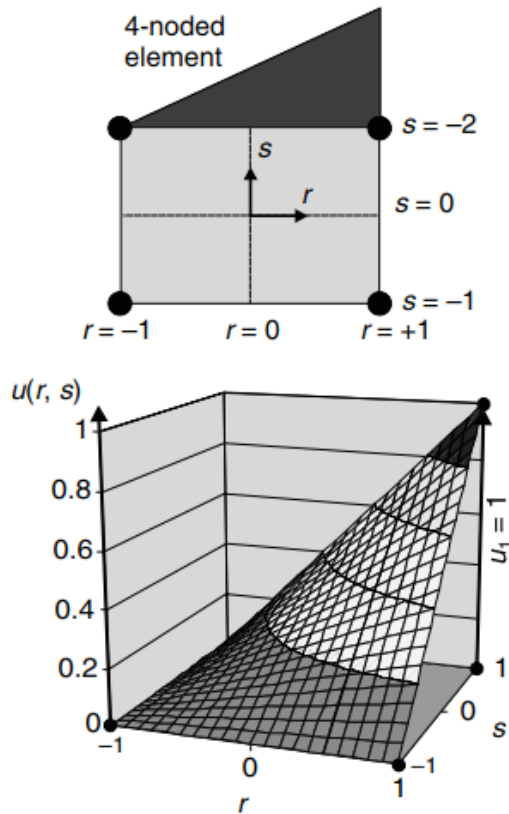 4-noded
element
s = –2
s
r
s = 0
s = –1
r = –1 r = 0 r = +1
u(r, s)
1
0.8
0.6
0.4
0.2
0
u₁ = 1
1
0
s
–1
–1
0
1
r